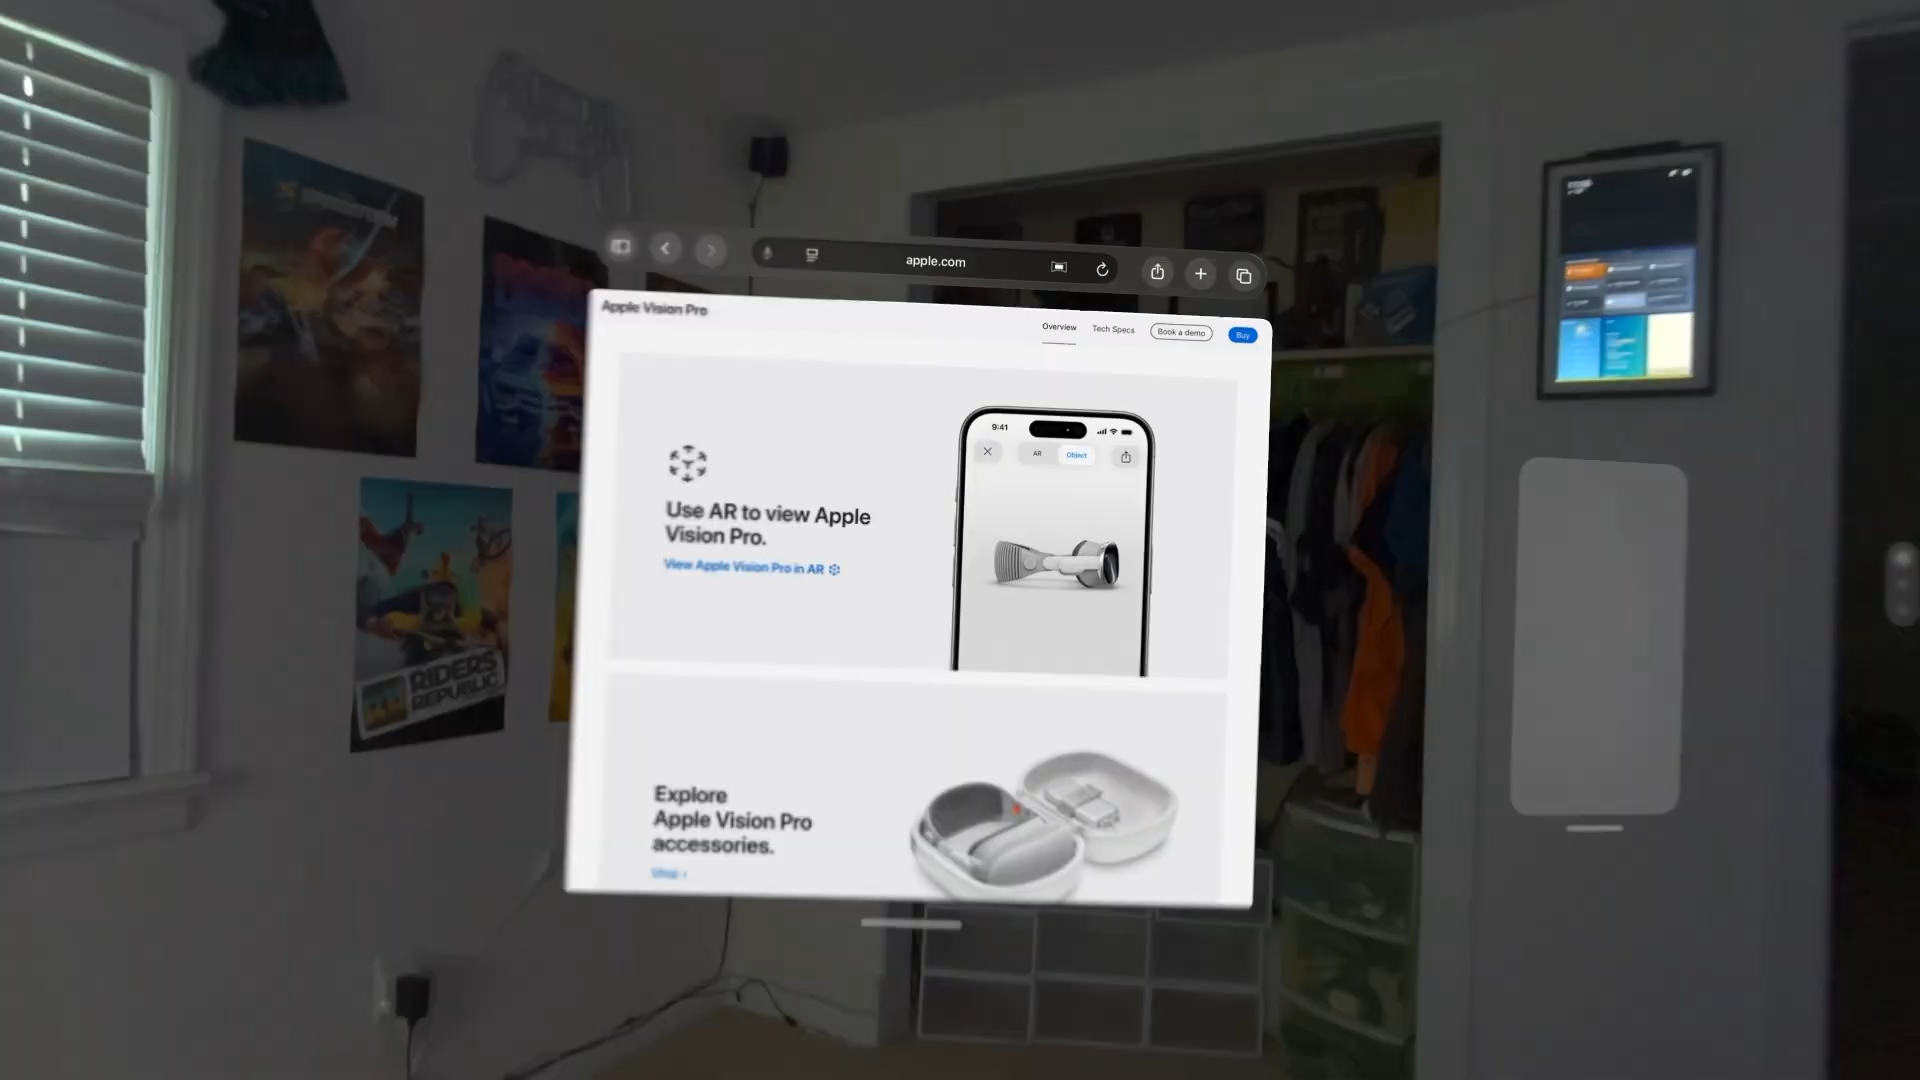 apple.com
Apple Vision Pro
Overview
Tech Specs
Book a demo
Buy
9:41
AR
Object
Use AR to view Apple
Vision Pro.
View Apple Vision Pro in AR
Explore
Apple Vision Pro
accessories.
Shop ›
RIDERS
REPUBLIC